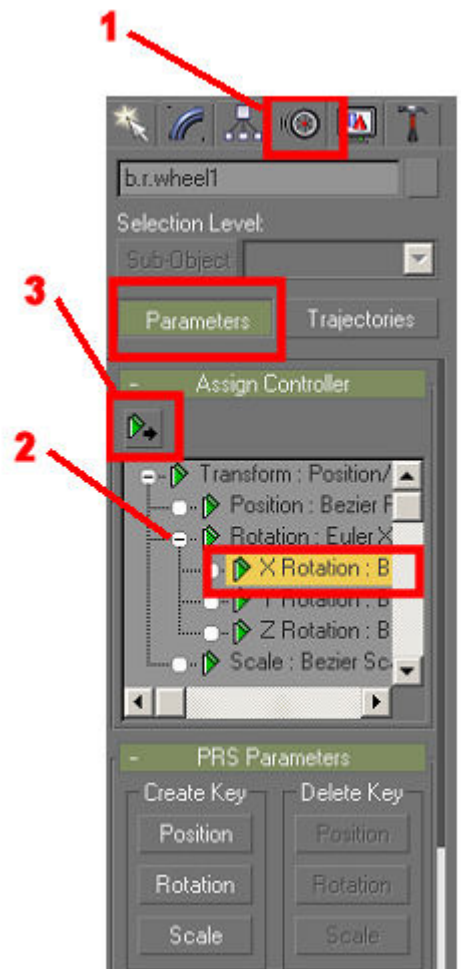 1
b.r.wheel1
Selection Level:
Sub-Object
Parameters Trajectories
3
- Assign Controller
2
Transform : Position/
Position : Bezier F
Rotation : Euler X
X Rotation : B
Y Rotation : B
Z Rotation : B
Scale : Bezier Sc
- PRS Parameters
Create Key Delete Key
Position Position
Rotation Rotation
Scale Scale